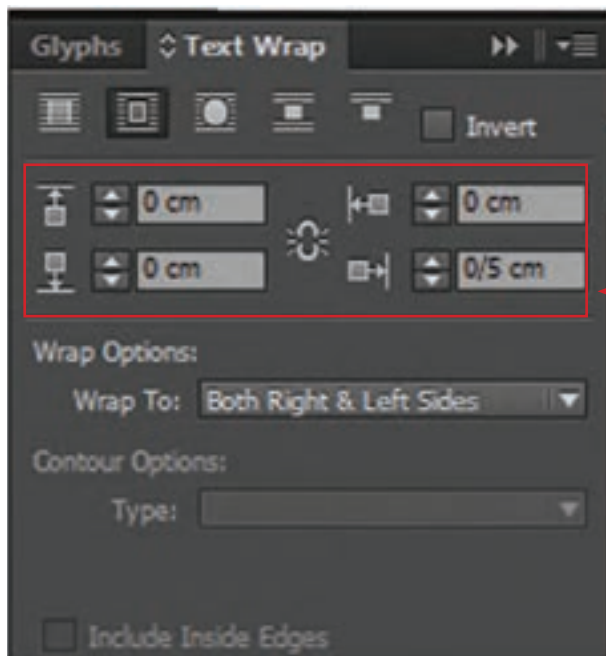 Glyphs Text Wrap
Invert
0 cm 0 cm
0 cm 0/5 cm
Wrap Options:
Wrap To: Both Right & Left Sides
Contour Options:
Type:
Include Inside Edges